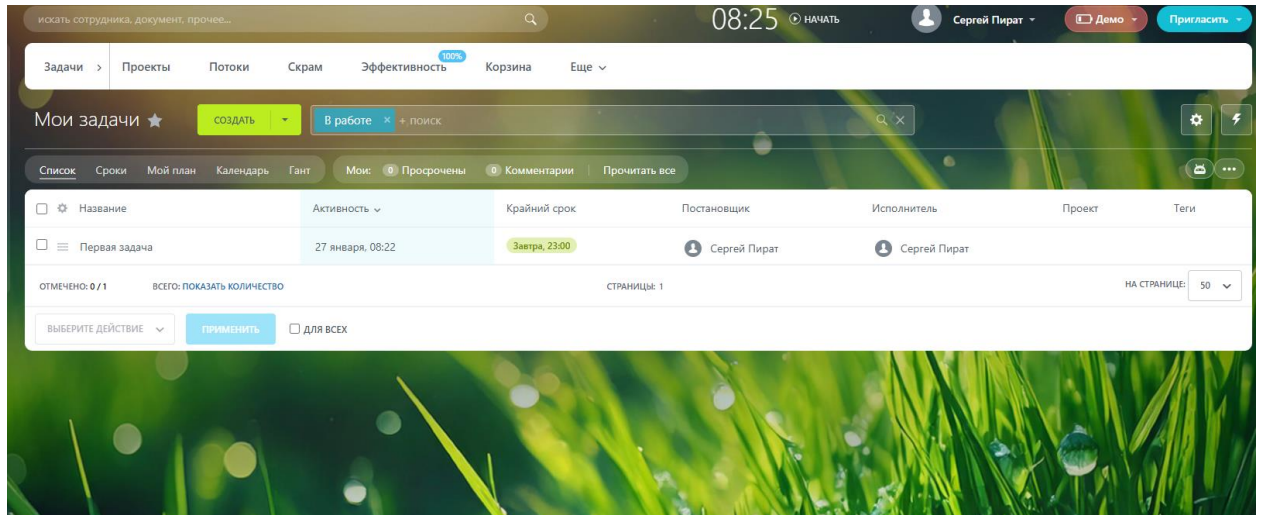 искать сотрудника, документ, прочее...
08:25 НАЧАТЬ Сергей Пират Демо Пригласить
Задачи > Проекты Потоки Скрам Эффективность 100% Корзина Еще
Мои задачи СОЗДАТЬ В работе × + поиск
Список Сроки Мой план Календарь Гант Мои: 0 Просрочены 0 Комментарии Прочитать все
Название Активность Крайний срок Постановщик Исполнитель Проект Теги
Первая задача 27 января, 08:22 Завтра, 23:00 Сергей Пират Сергей Пират
ОТМЕЧЕНО: 0 / 1 ВСЕГО: ПОКАЗАТЬ КОЛИЧЕСТВО СТРАНИЦЫ: 1 НА СТРАНИЦЕ: 50
ВЫБЕРИТЕ ДЕЙСТВИЕ ПРИМЕНИТЬ ДЛЯ ВСЕХ